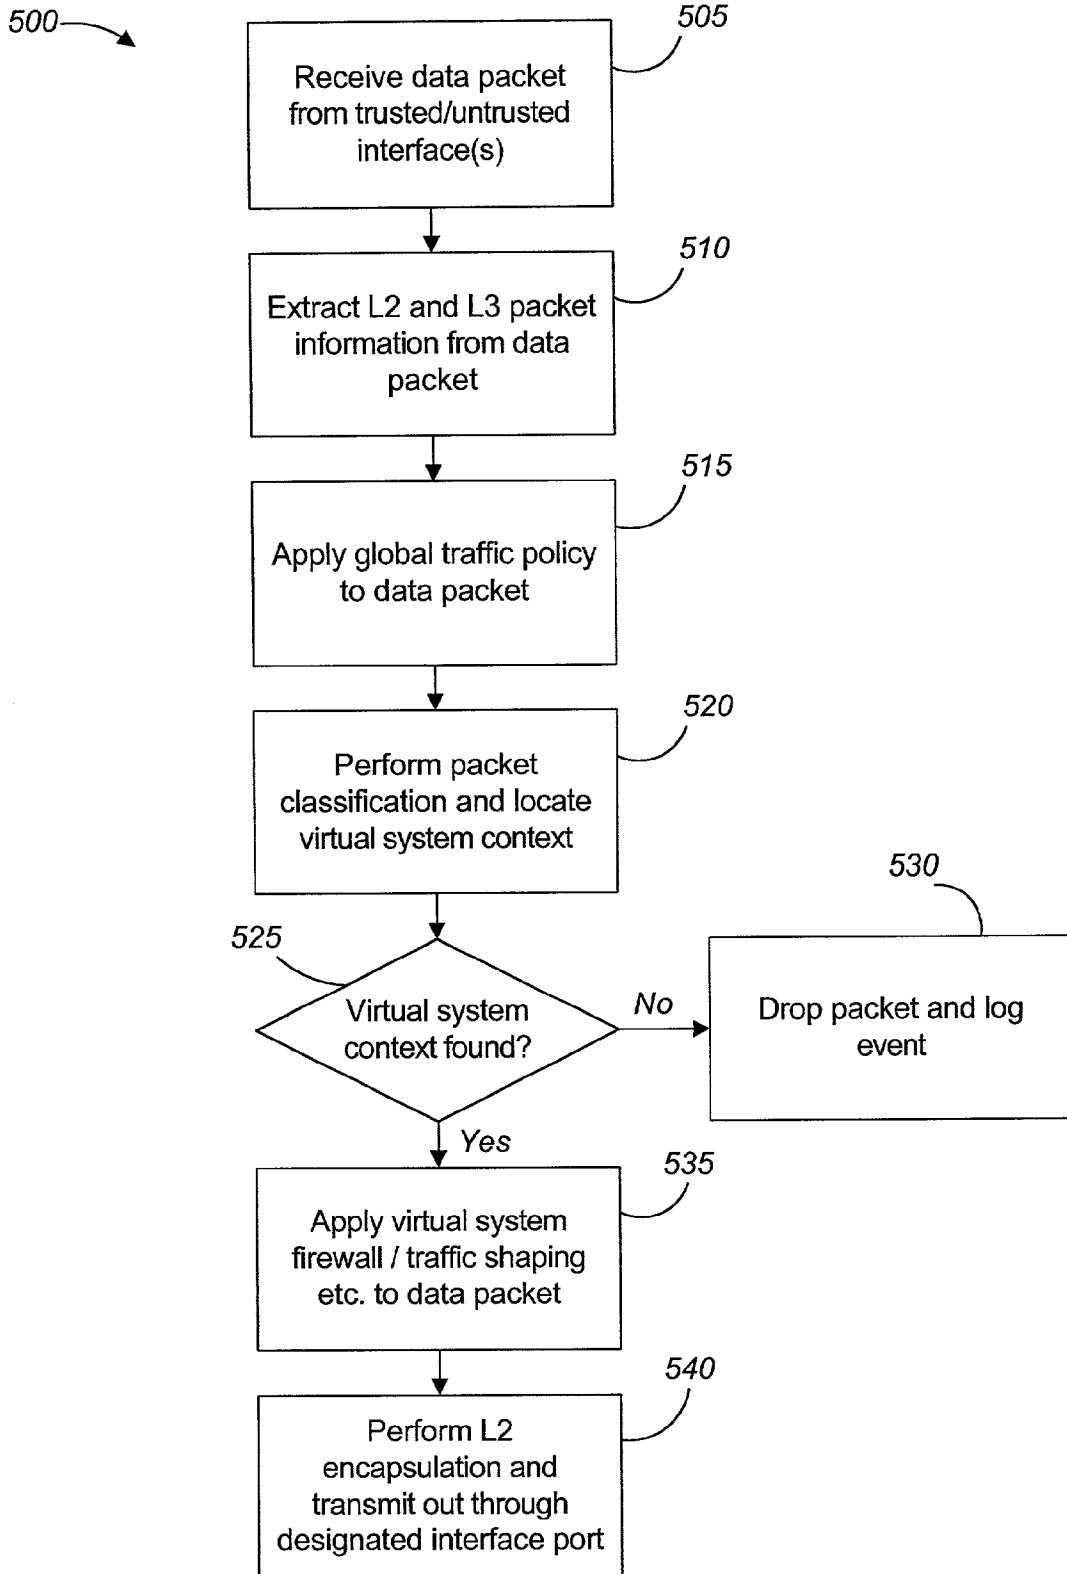 500
505
Receive data packet
from trusted/untrusted
interface(s)
510
Extract L2 and L3 packet
information from data
packet
515
Apply global traffic policy
to data packet
520
Perform packet
classification and locate
virtual system context
525
Virtual system
context found?
No
530
Drop packet and log
event
Yes
535
Apply virtual system
firewall / traffic shaping
etc. to data packet
540
Perform L2
encapsulation and
transmit out through
designated interface port